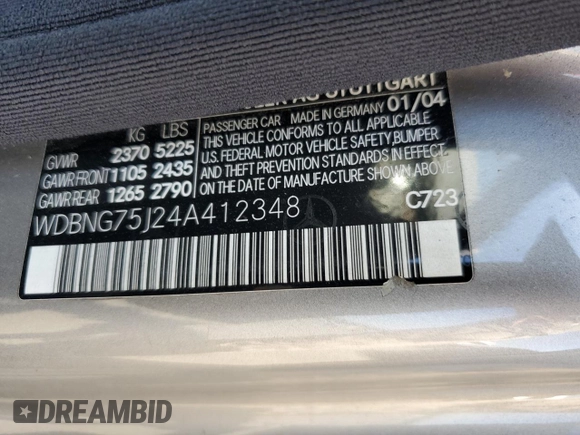 AG STUTTGART
KG LBS
GVWR 2370 5225
GAWR FRONT 1105 2435
GAWR REAR 1265 2790
PASSENGER CAR MADE IN GERMANY 01/04
THIS VEHICLE CONFORMS TO ALL APPLICABLE
U.S. FEDERAL MOTOR VEHICLE SAFETY, BUMPER
AND THEFT PREVENTION STANDARDS IN EFFECT
ON THE DATE OF MANUFACTURE SHOWN ABOVE.
WDBNG75J24A412348 C723
DREAMBID